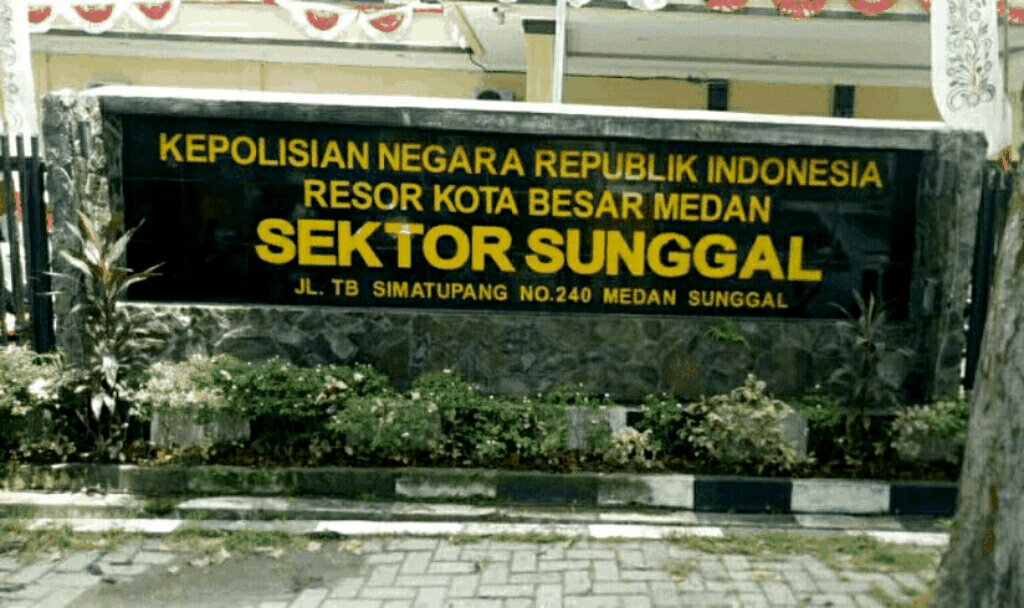 KEPOLISIAN NEGARA REPUBLIK INDONESIA
RESOR KOTA BESAR MEDAN
SEKTOR SUNGGAL
JL. TB SIMATUPANG NO.240 MEDAN SUNGGAL